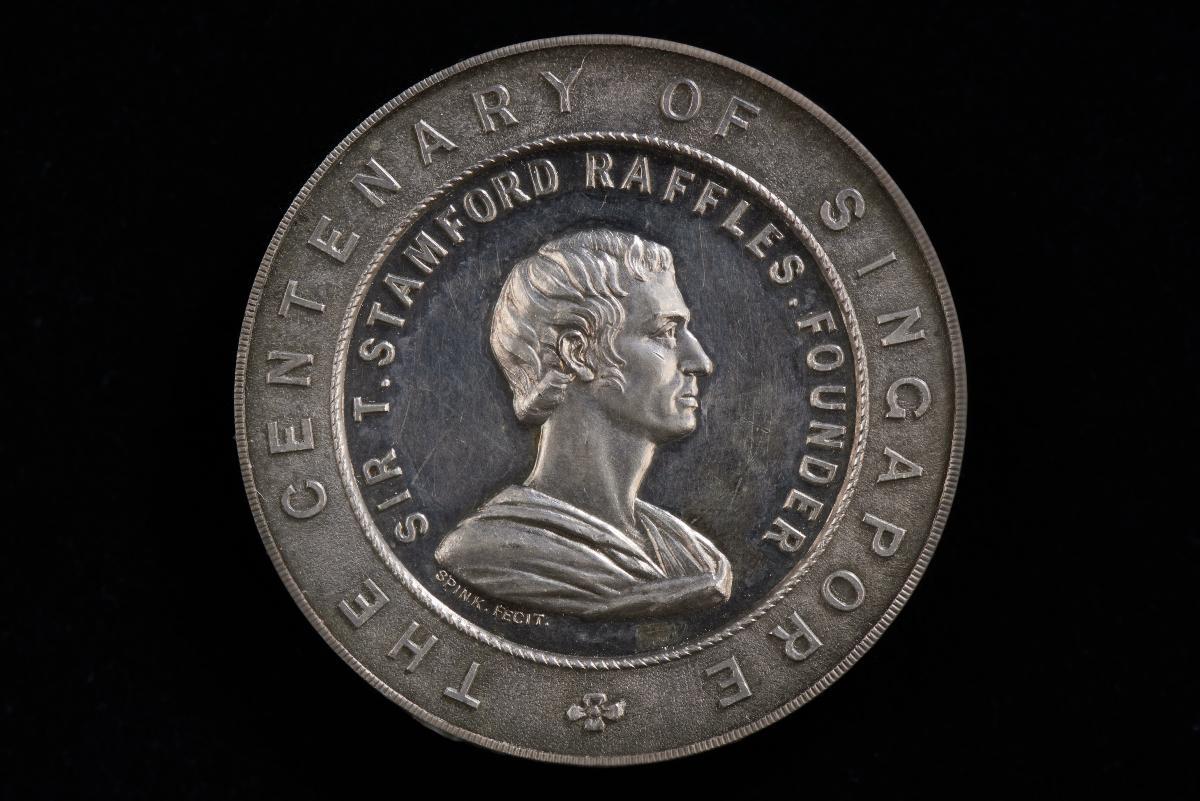 THE CENTENARY OF SINGAPORE
SIR T. STAMFORD RAFFLES. FOUNDER
SPINK. FECIT.